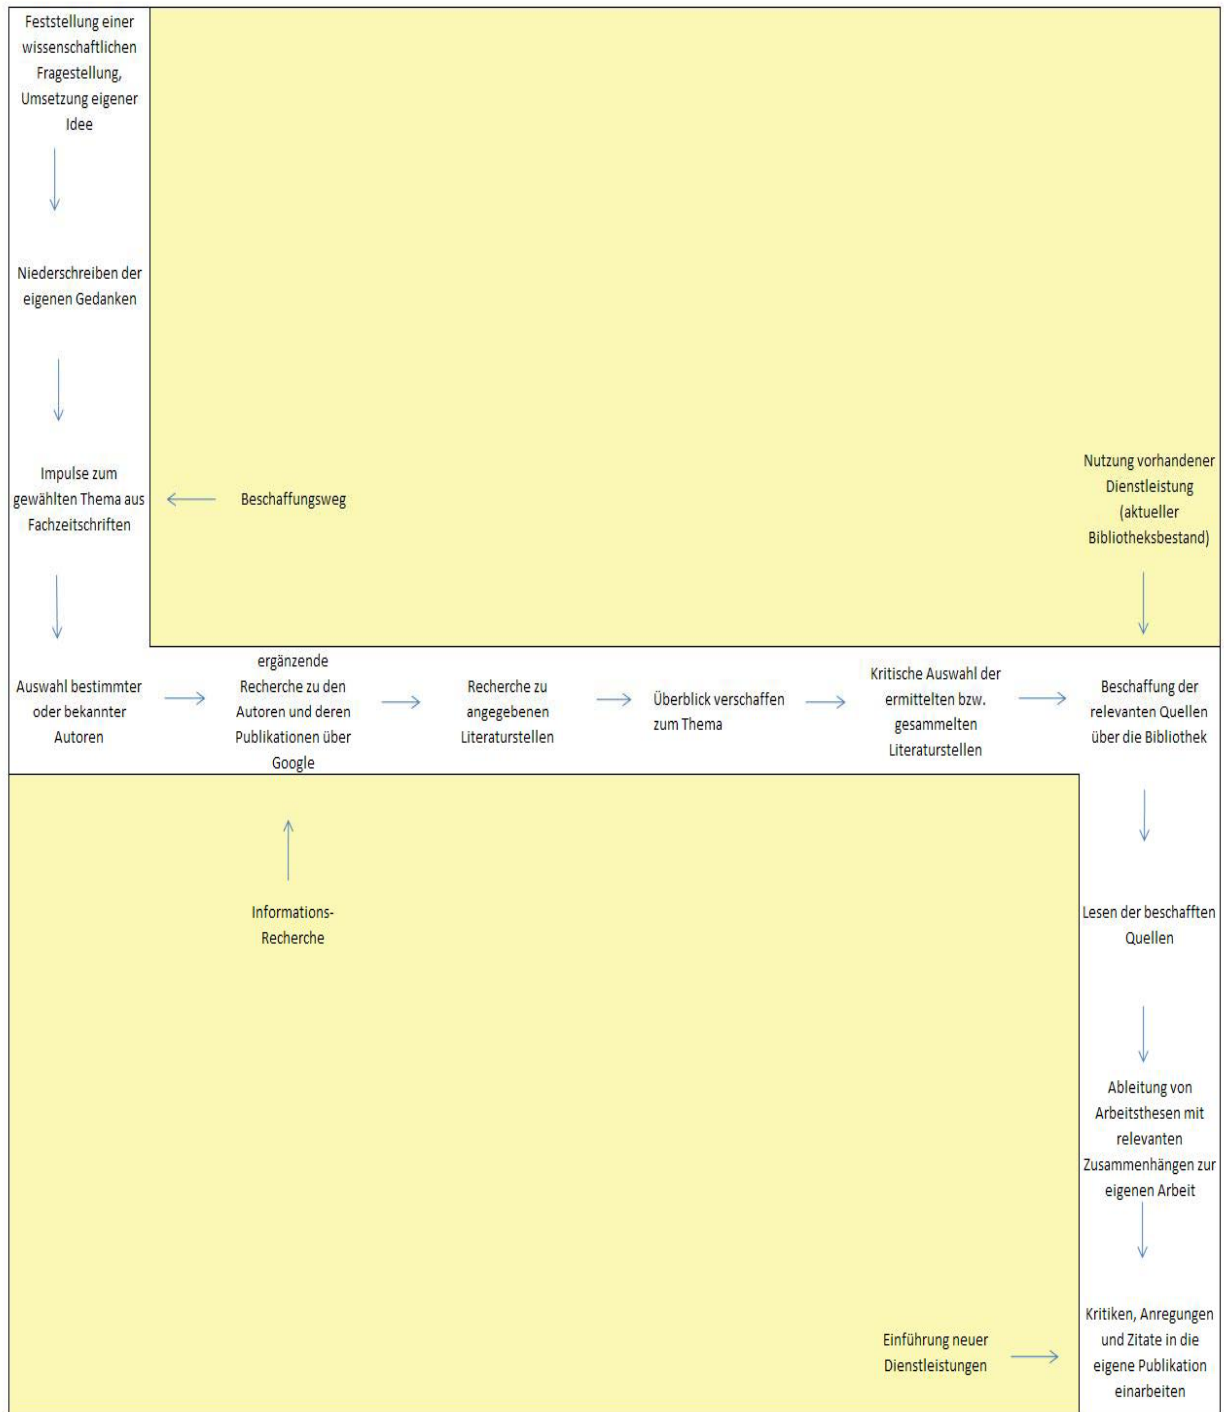 Feststellung einer
wissenschaftlichen
Fragestellung,
Umsetzung eigener
Idee
Niederschreiben der
eigenen Gedanken
Impulse zum
gewählten Thema aus
Fachzeitschriften
Beschaffungsweg
Nutzung vorhandener
Dienstleistung
(aktueller
Bibliotheksbestand)
Auswahl bestimmter
oder bekannter
Autoren
ergänzende
Recherche zu den
Autoren und deren
Publikationen über
Google
Recherche zu
angegebenen
Literaturstellen
Überblick verschaffen
zum Thema
Kritische Auswahl der
ermittelten bzw.
gesammelten
Literaturstellen
Beschaffung der
relevanten Quellen
über die Bibliothek
Informations-
Recherche
Lesen der beschafften
Quellen
Ableitung von
Arbeitsthesen mit
relevanten
Zusammenhängen zur
eigenen Arbeit
Einführung neuer
Dienstleistungen
Kritiken, Anregungen
und Zitate in die
eigene Publikation
einarbeiten